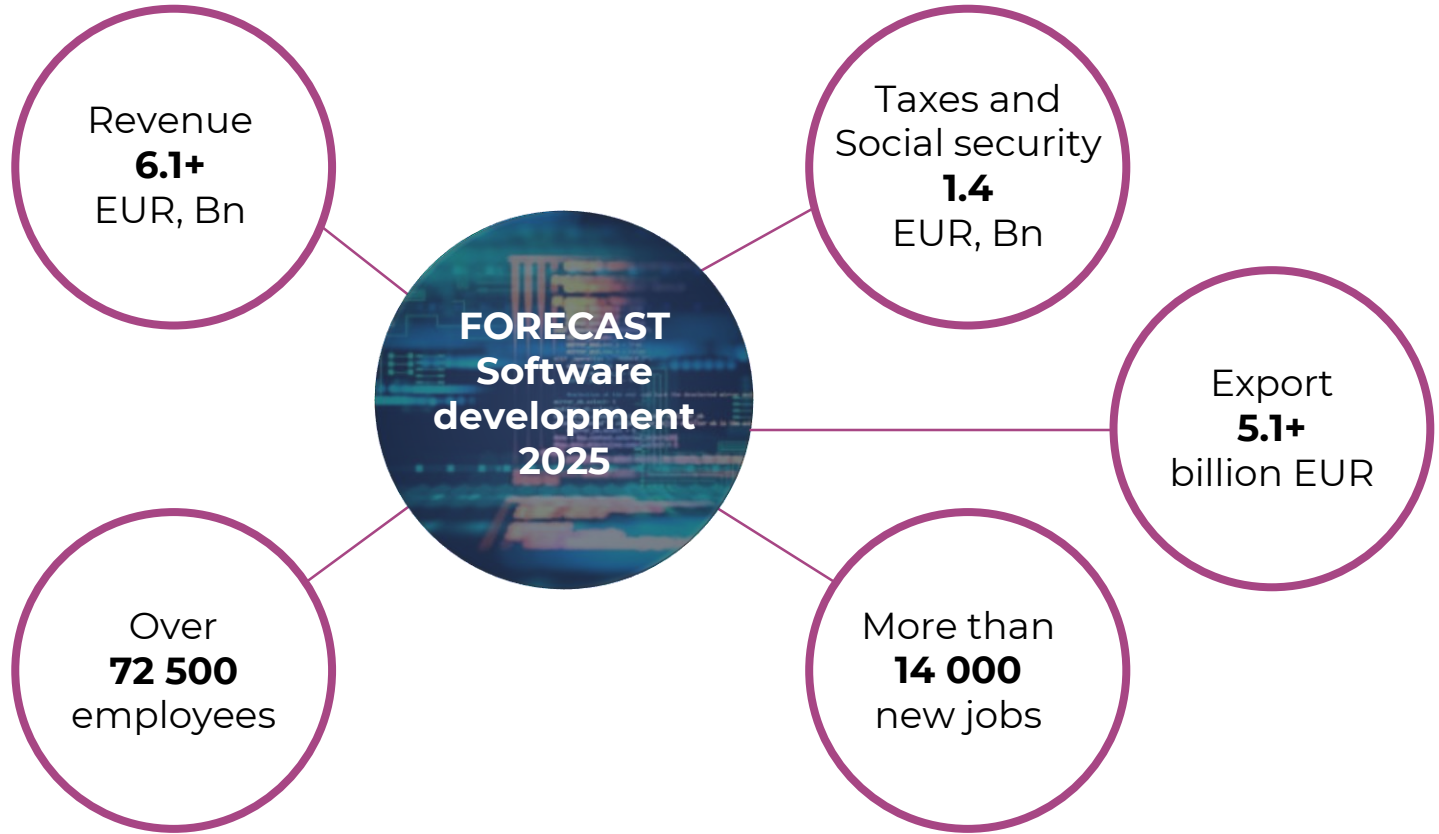 Revenue
6.1+
EUR, Bn
Taxes and
Social security
1.4
EUR, Bn
FORECAST
Software
development
2025
Export
5.1+
billion EUR
Over
72 500
employees
More than
14 000
new jobs